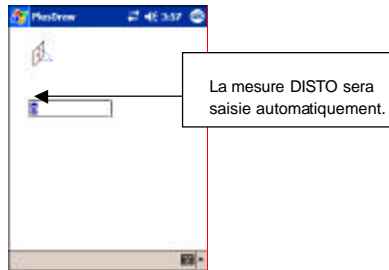 PlusDraw 3:57
La mesure DISTO sera
saisie automatiquement.